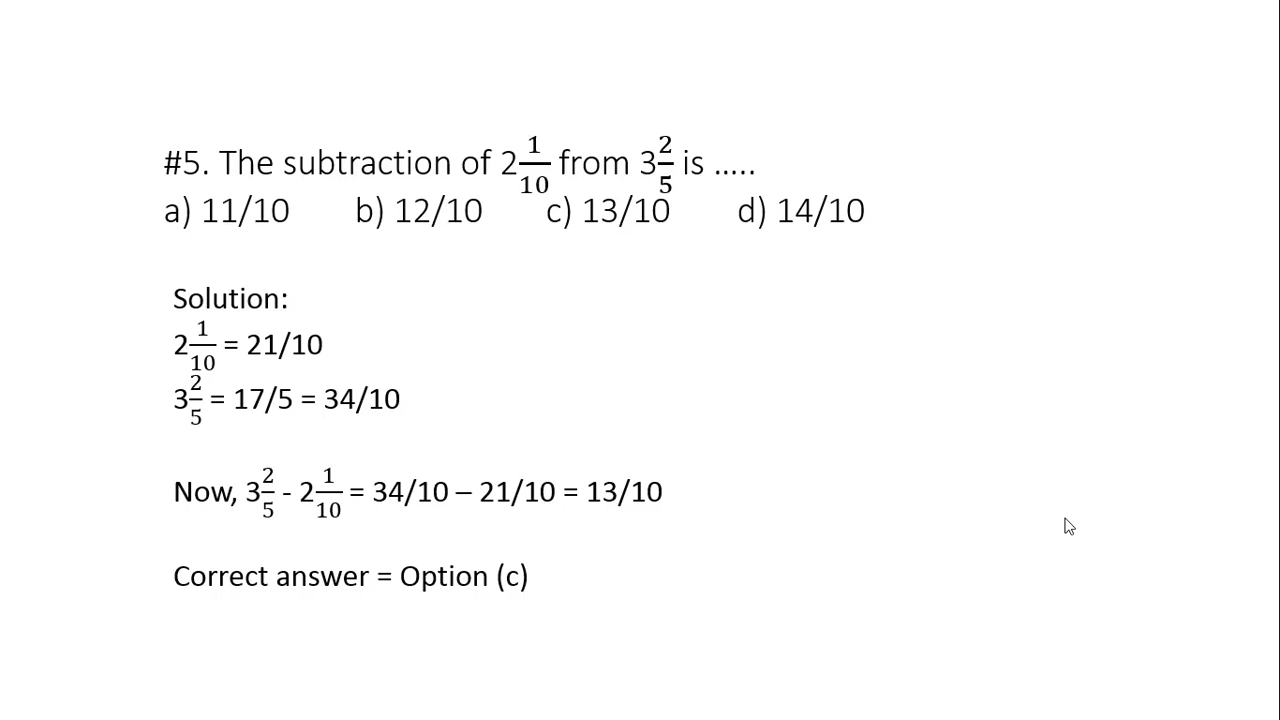 #5. The subtraction of 2 1/10 from 3 2/5 is .....
a) 11/10 b) 12/10 c) 13/10 d) 14/10
Solution:
2 1/10 = 21/10
3 2/5 = 17/5 = 34/10
Now, 3 2/5 - 2 1/10 = 34/10 – 21/10 = 13/10
Correct answer = Option (c)